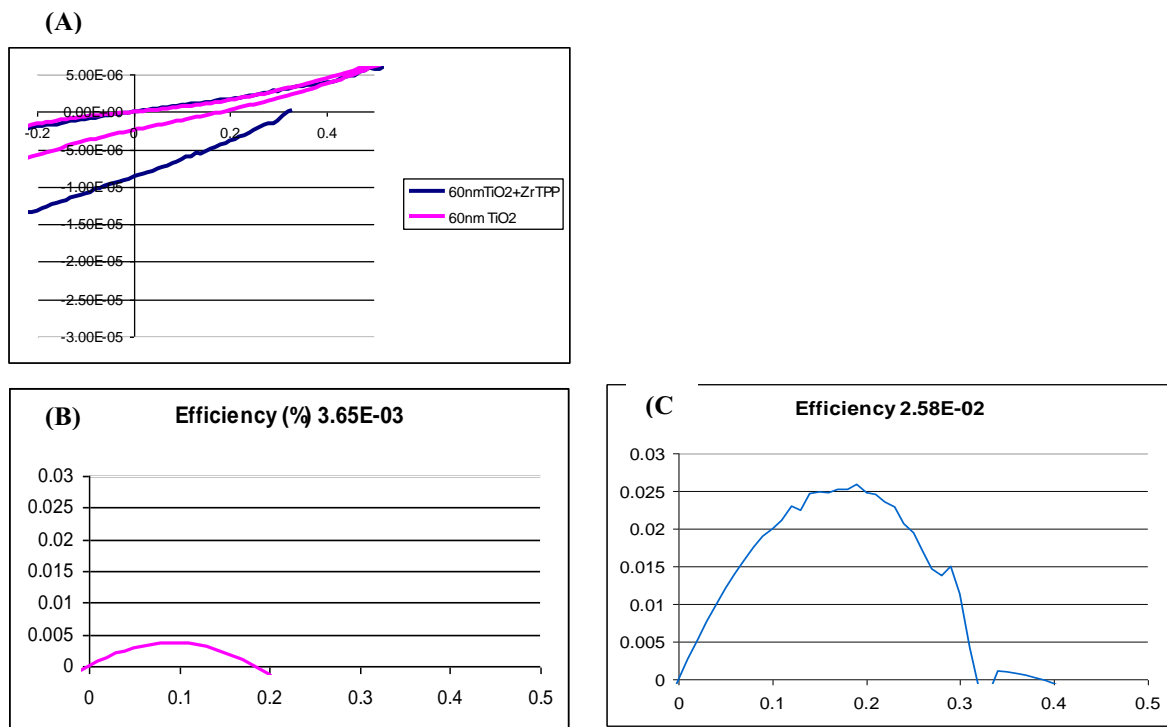 (A)
5.00E-06
0.00E+00
-0.2 0 0.2 0.4
-5.00E-06
-1.00E-05
-1.50E-05
-2.00E-05
-2.50E-05
-3.00E-05
60nmTiO2+ZrTPP
60nm TiO2
(B)
Efficiency (%) 3.65E-03
0.03
0.025
0.02
0.015
0.01
0.005
0
0 0.1 0.2 0.3 0.4 0.5
(C
Efficiency 2.58E-02
0.03
0.025
0.02
0.015
0.01
0.005
0
0 0.1 0.2 0.3 0.4 0.5